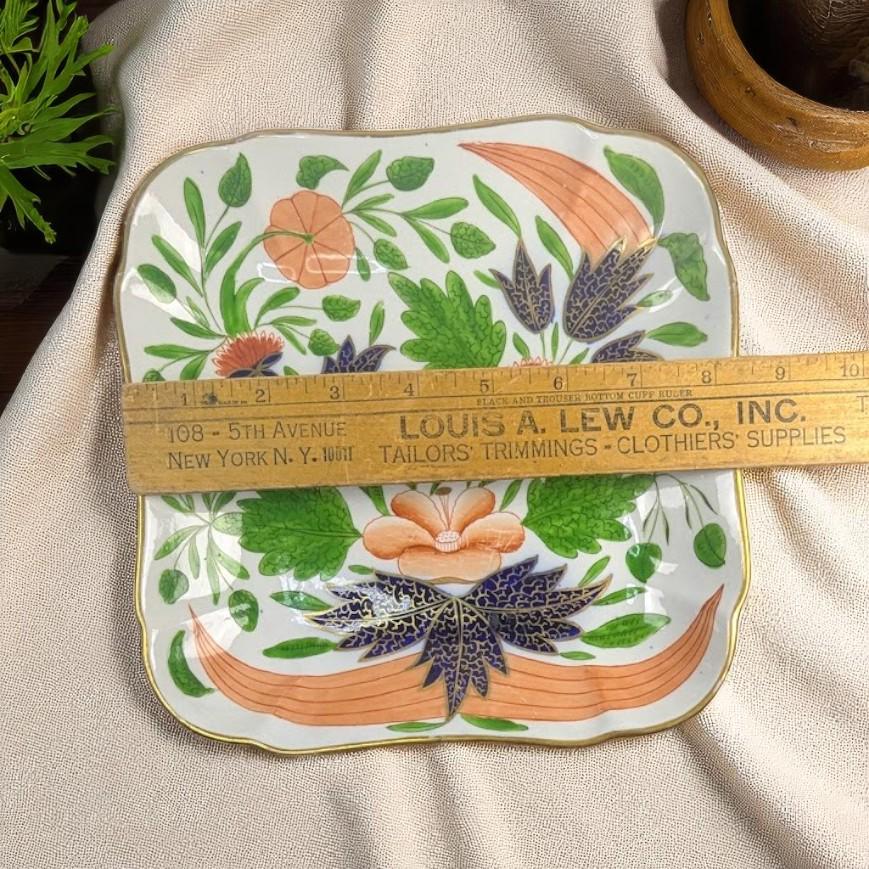 1 2 3 4 5 6 7 8 9 10
SLACK AND TROUSER BOTTOM CUFF RULER
108 - 5TH AVENUE LOUIS A. LEW CO., INC.
NEW YORK N.Y. 10011 TAILORS' TRIMMINGS - CLOTHIERS' SUPPLIES